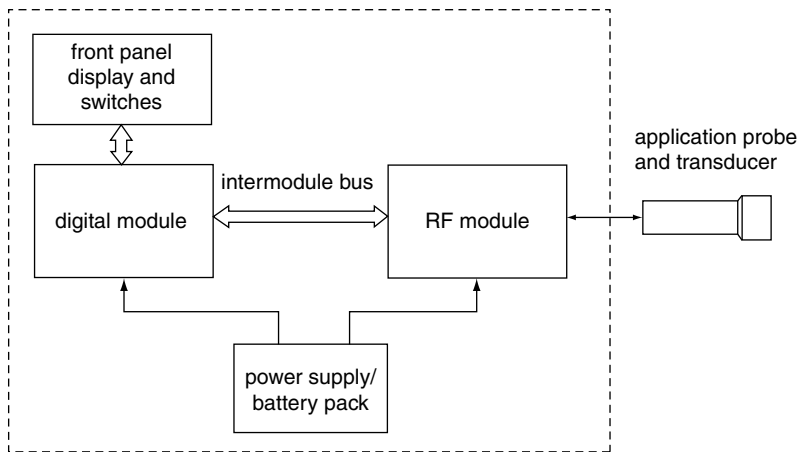 front panel
display and
switches
application probe
and transducer
intermodule bus
digital module
RF module
power supply/
battery pack